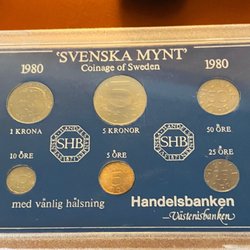 'SVENSKA MYNT'
1980 Coinage of Sweden 1980
1 KRONA 5 KRONOR 50 ÖRE
SHB SHB
10 ÖRE 5 ÖRE 25 ÖRE
med vänlig hälsning Handelsbanken
Västernisbanken